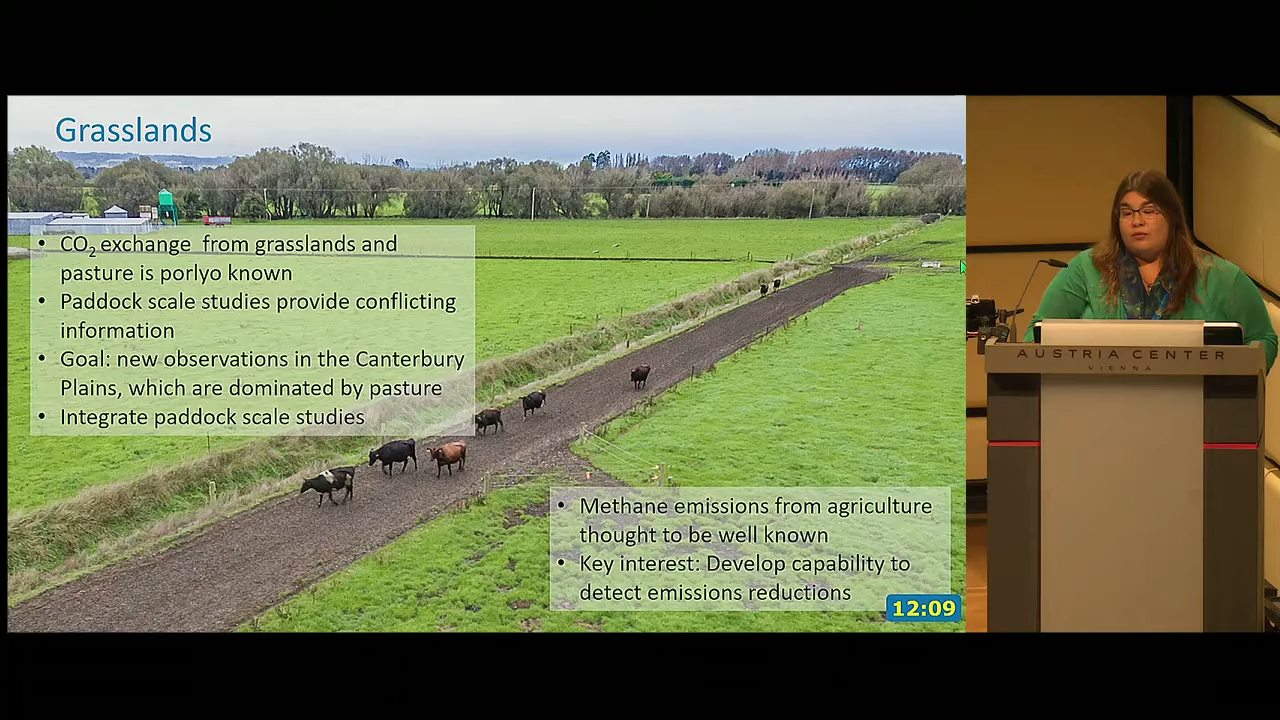 Grasslands
• CO2 exchange from grasslands and
pasture is porlyo known
• Paddock scale studies provide conflicting
information
• Goal: new observations in the Canterbury
Plains, which are dominated by pasture
• Integrate paddock scale studies
• Methane emissions from agriculture
thought to be well known
• Key interest: Develop capability to
detect emissions reductions
12:09
AUSTRIA CENTER
VIENNA